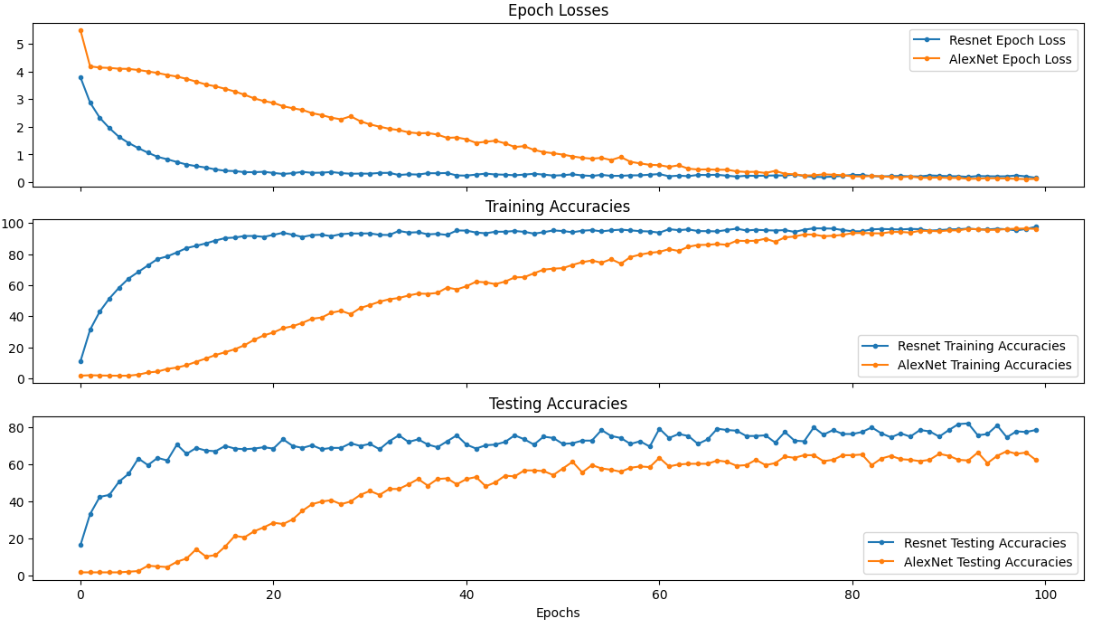 Epoch Losses
5
4
3
2
1
0
Resnet Epoch Loss
AlexNet Epoch Loss
Training Accuracies
100
80
60
40
20
0
Resnet Training Accuracies
AlexNet Training Accuracies
Testing Accuracies
80
60
40
20
0
Resnet Testing Accuracies
AlexNet Testing Accuracies
0 20 40 60 80 100
Epochs